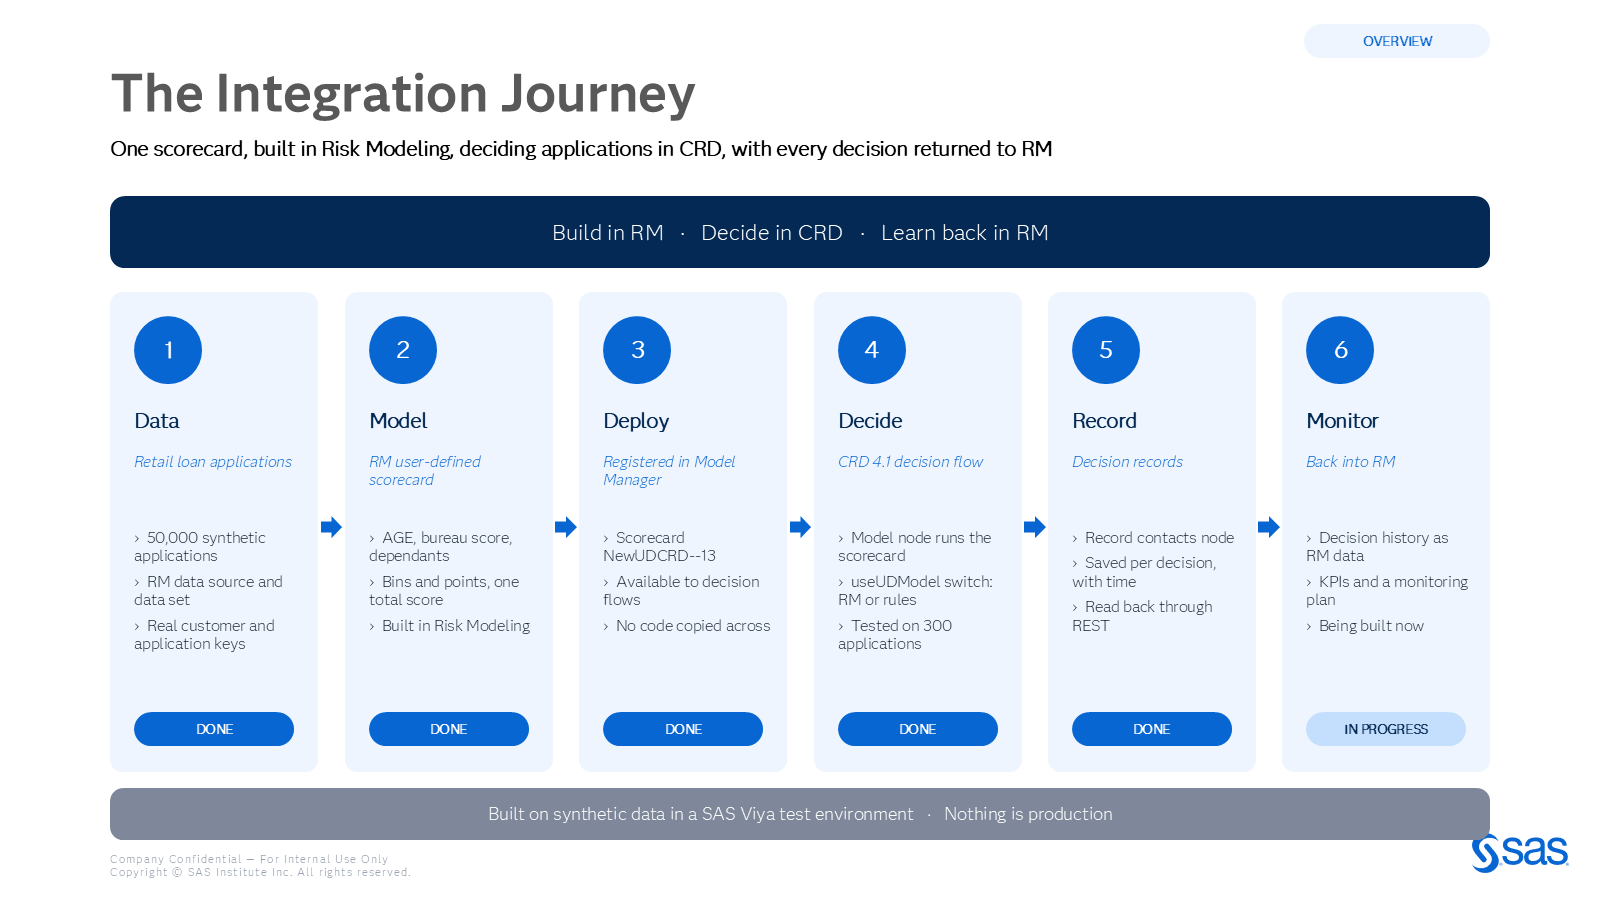 OVERVIEW
The Integration Journey
One scorecard, built in Risk Modeling, deciding applications in CRD, with every decision returned to RM
Build in RM · Decide in CRD · Learn back in RM
1
Data
Retail loan applications
› 50,000 synthetic
applications
› RM data source and
data set
› Real customer and
application keys
DONE
2
Model
RM user-defined
scorecard
› AGE, bureau score,
dependants
› Bins and points, one
total score
› Built in Risk Modeling
DONE
3
Deploy
Registered in Model
Manager
› Scorecard
NewUDCRD--13
› Available to decision
flows
› No code copied across
DONE
4
Decide
CRD 4.1 decision flow
› Model node runs the
scorecard
› useUDModel switch:
RM or rules
› Tested on 300
applications
DONE
5
Record
Decision records
› Record contacts node
› Saved per decision,
with time
› Read back through
REST
DONE
6
Monitor
Back into RM
› Decision history as
RM data
› KPIs and a monitoring
plan
› Being built now
IN PROGRESS
Built on synthetic data in a SAS Viya test environment · Nothing is production
Company Confidential — For Internal Use Only
Copyright © SAS Institute Inc. All rights reserved.
sas